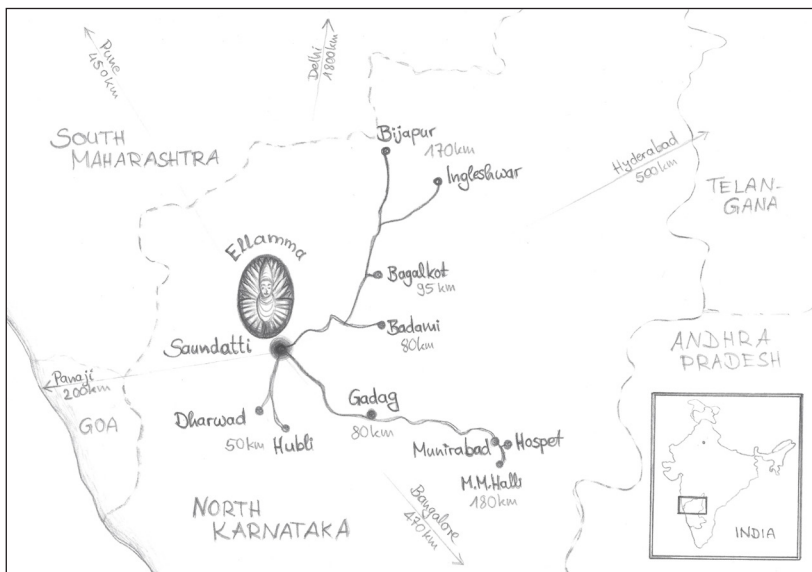 Pune
450km
Delhi
1800km
SOUTH
MAHARASHTRA
Bijapur
170km
Ingleshwar
Hyderabad
500km
TELAN-
GANA
Ellamma
Bagalkot
95 km
Badami
80km
Saundatti
ANDHRA
PRADESH
Panaji
200km
GOA
Gadag
80km
Dharwad
50km
Hubli
Munirabad
Hospet
M.M.Halli
180km
Bangalore
470km
NORTH
KARNATAKA
INDIA